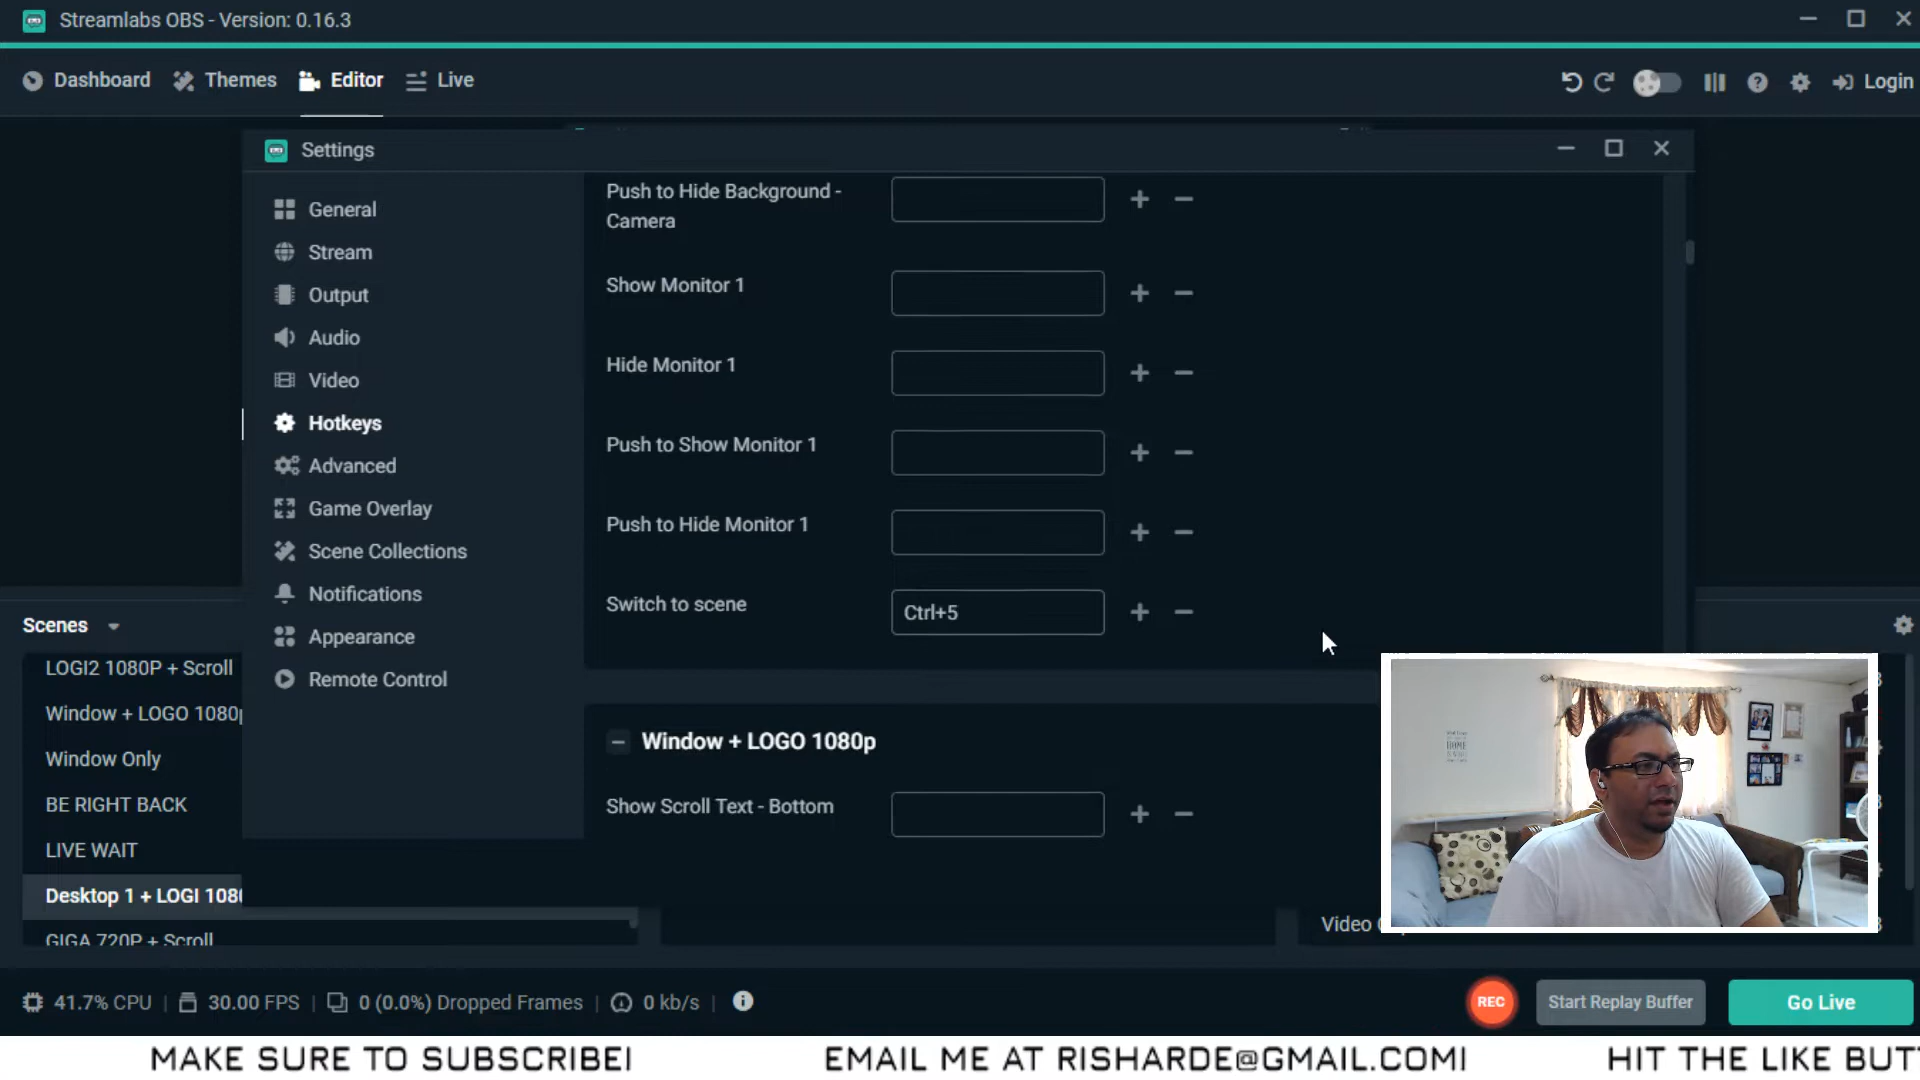 Streamlabs OBS - Version: 0.16.3
Dashboard
Themes
Editor
Live
Login
Settings
General
Stream
Output
Audio
Video
Hotkeys
Advanced
Game Overlay
Scene Collections
Notifications
Appearance
Remote Control
Push to Hide Background -
Camera
Show Monitor 1
Hide Monitor 1
Push to Show Monitor 1
Push to Hide Monitor 1
Switch to scene
Ctrl+5
Window + LOGO 1080p
Show Scroll Text - Bottom
Scenes
LOGI2 1080P + Scroll
Window + LOGO 1080p
Window Only
BE RIGHT BACK
LIVE WAIT
Desktop 1 + LOGI 108
GIGA 720P + Scroll
Video
HOME
41.7% CPU
30.00 FPS
0 (0.0%) Dropped Frames
0 kb/s
REC
Start Replay Buffer
Go Live
MAKE SURE TO SUBSCRIBE! EMAIL ME AT RISHARDE@GMAIL.COM! HIT THE LIKE BUT